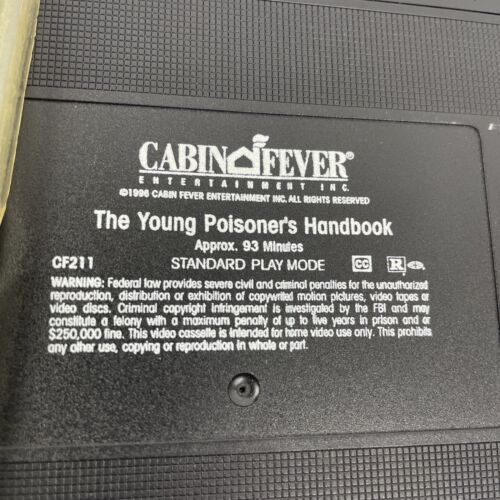 CABIN FEVER®
ENTERTAINMENT INC.
©1996 CABIN FEVER ENTERTAINMENT INC. ALL RIGHTS RESERVED
The Young Poisoner's Handbook
Approx. 93 Minutes
CF211 STANDARD PLAY MODE CC R
WARNING: Federal law provides severe civil and criminal penalties for the unauthorized
reproduction, distribution or exhibition of copywrited motion pictures, video tapes or
video discs. Criminal copyright infringement is investigated by the FBI and may
constitute a felony with a maximum penalty of up to five years in prison and or
$250,000 fine. This video cassette is intended for home video use only. This prohibits
any other use, copying or reproduction in whole or part.